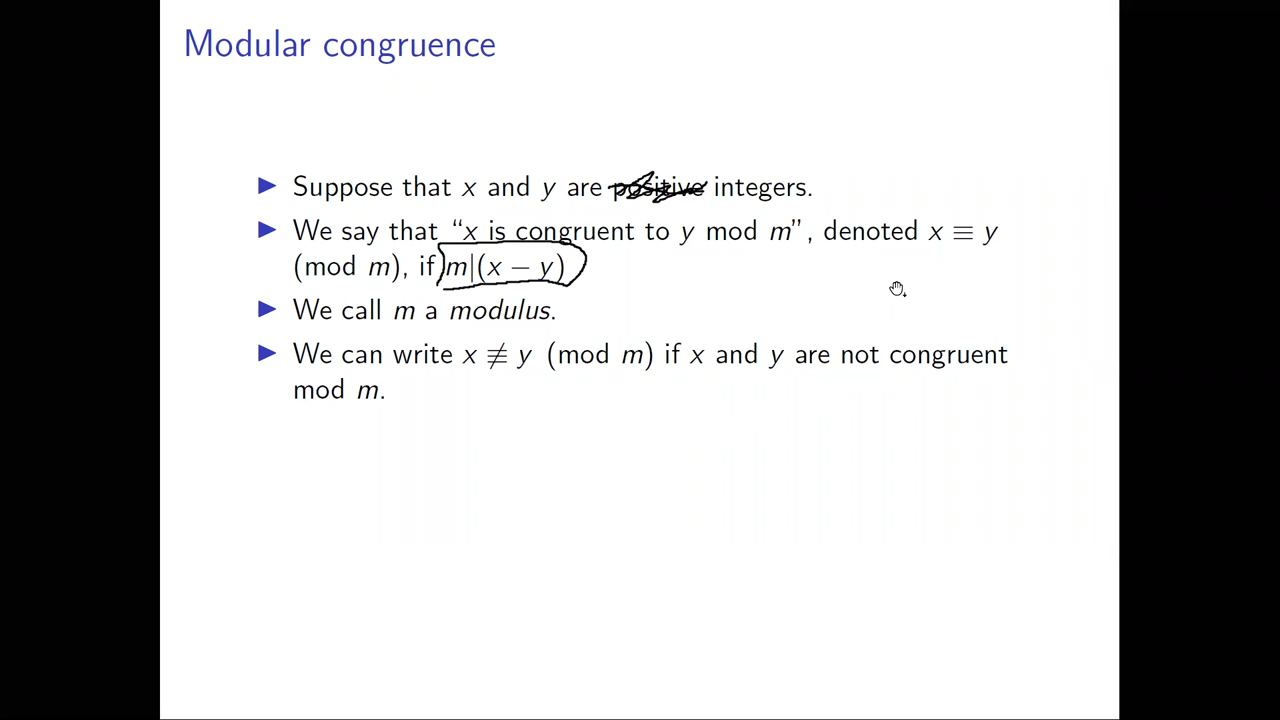 Modular congruence
▶ Suppose that x and y are positive integers.
▶ We say that “x is congruent to y mod m”, denoted x ≡ y
(mod m), if m|(x − y)
▶ We call m a modulus.
▶ We can write x ≢ y (mod m) if x and y are not congruent
mod m.